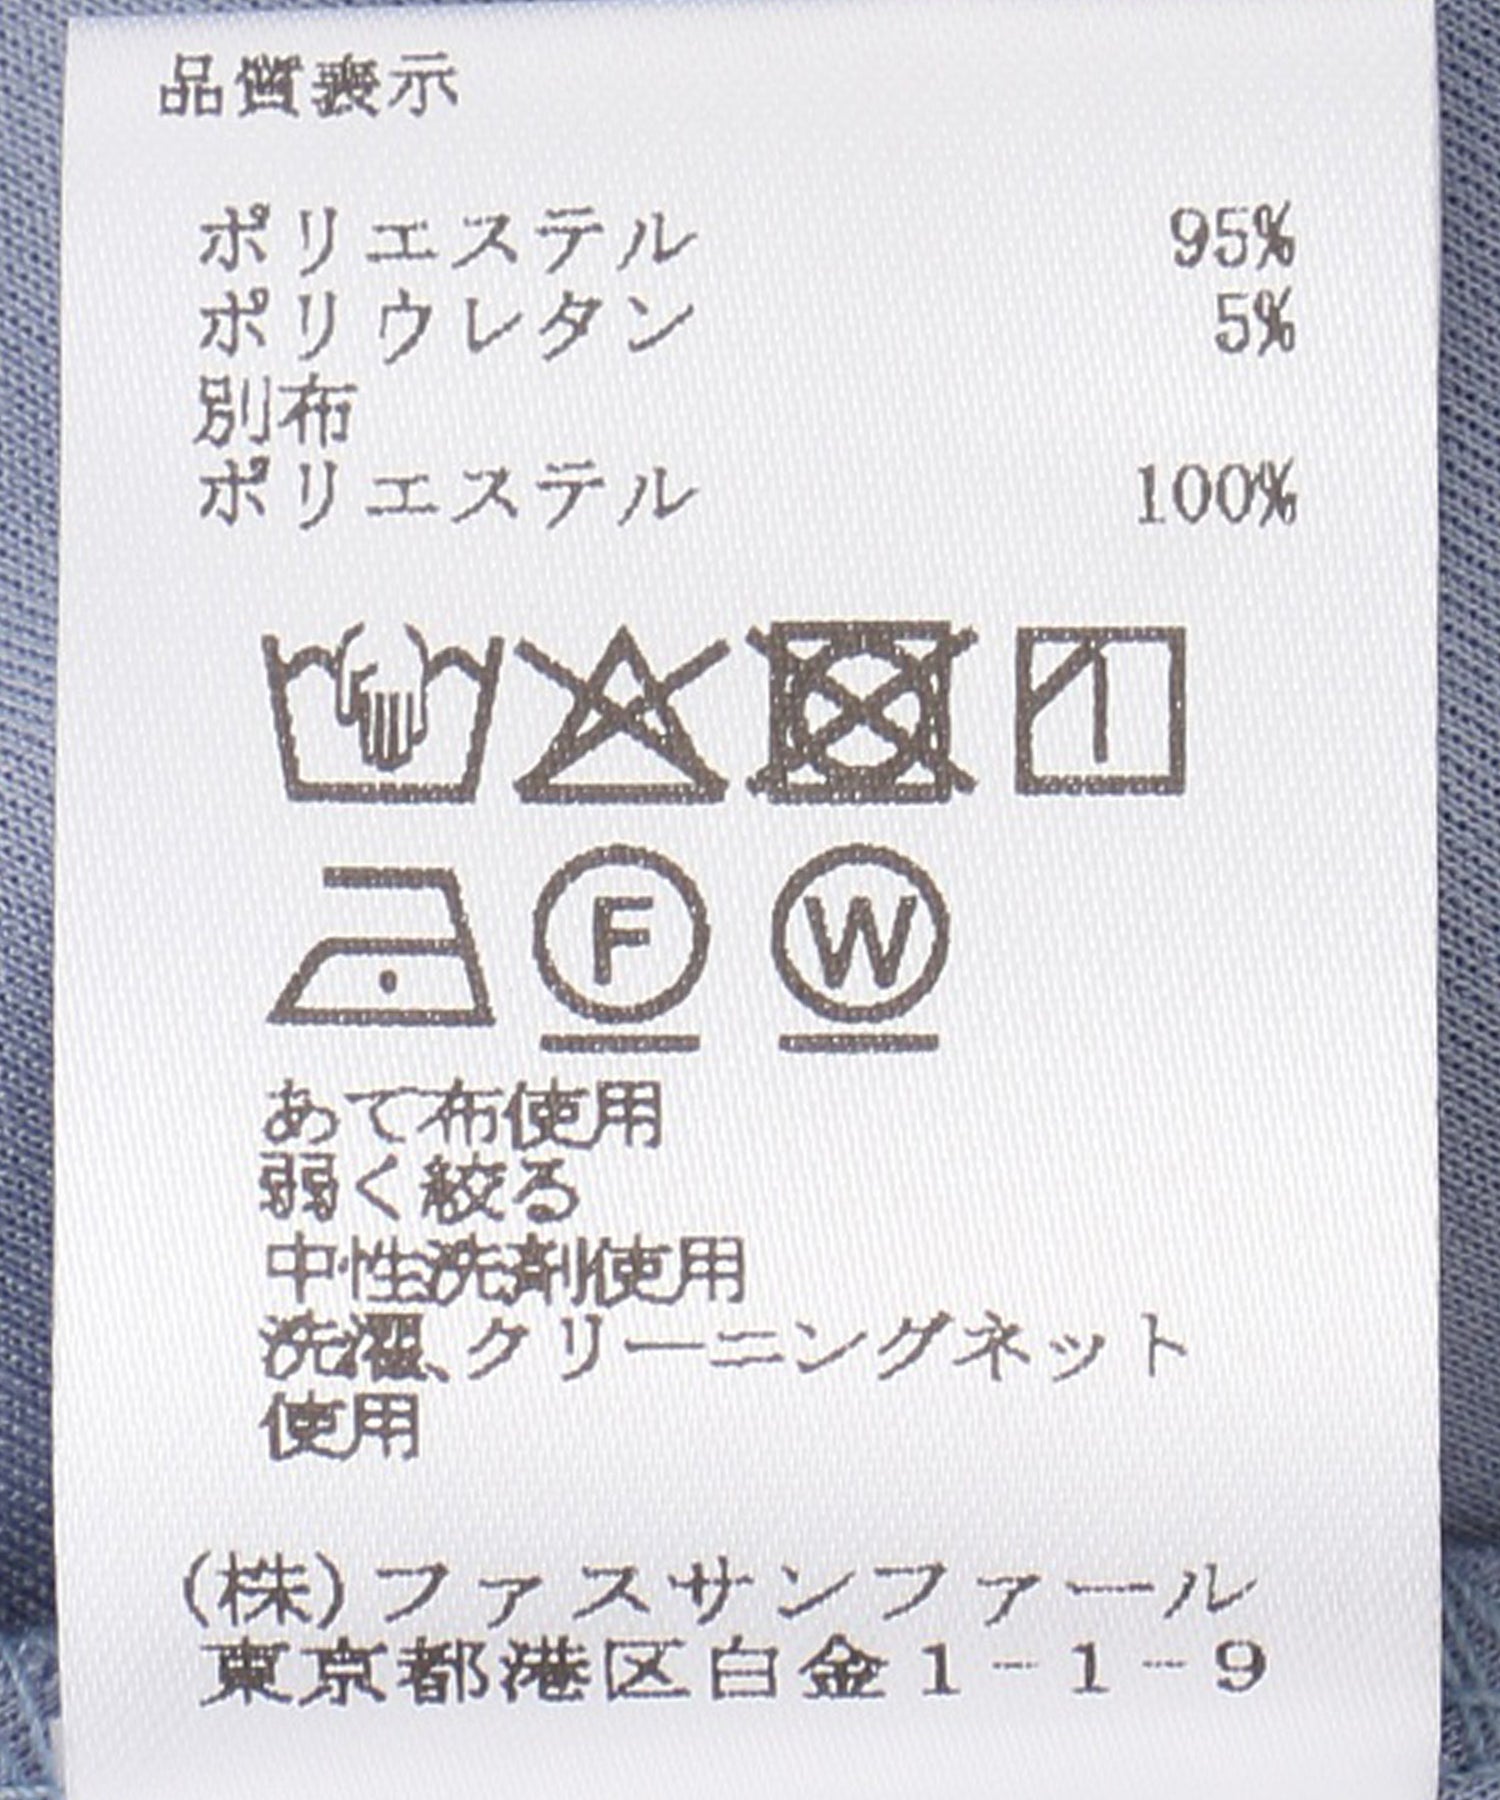 品質表示
ポリエステル 95%
ポリウレタン 5%
別布
ポリエステル 100%
F W
あて布使用
弱く絞る
中性洗剤使用
洗濯、クリーニングネット
使用
(株)ファスサンファール
東京都港区白金1-1-9